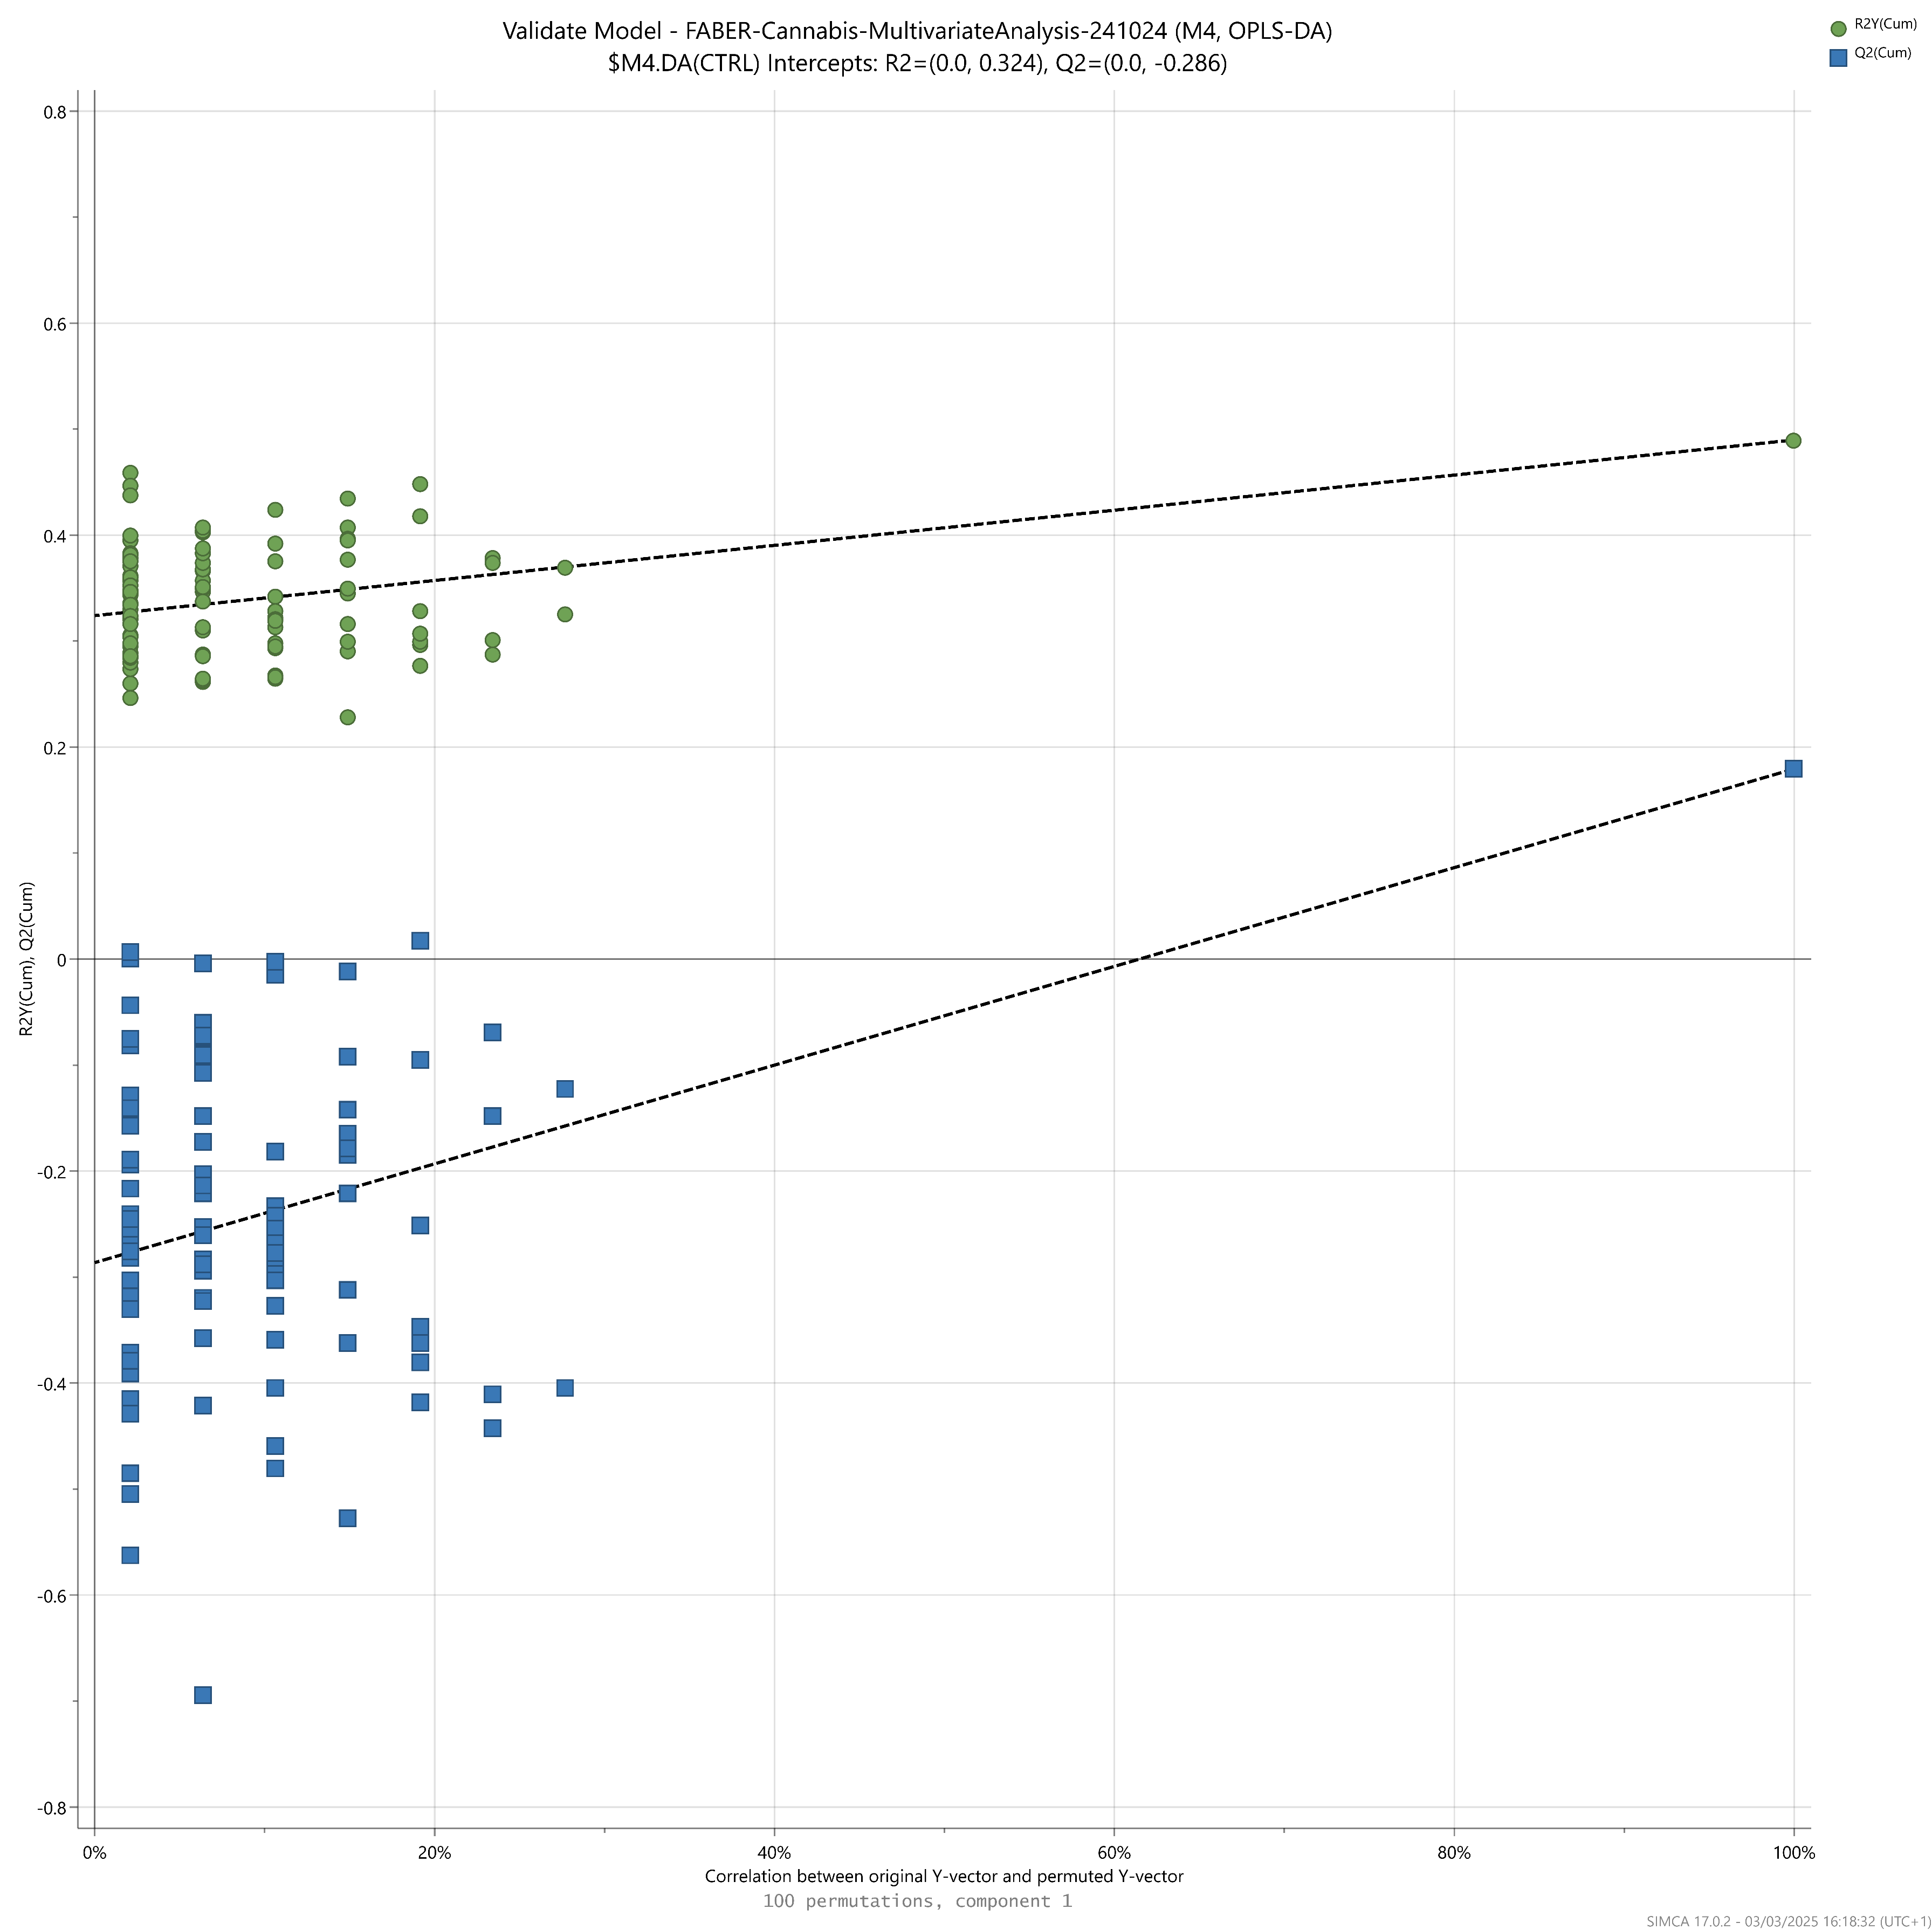 Validate Model - FABER-Cannabis-MultivariateAnalysis-241024 (M4, OPLS-DA)
$M4.DA(CTRL) Intercepts: R2=(0.0, 0.324), Q2=(0.0, -0.286)
R2Y(Cum)
Q2(Cum)
0.8
0.6
0.4
0.2
0
-0.2
-0.4
-0.6
-0.8
R2Y(Cum), Q2(Cum)
0% 20% 40% 60% 80% 100%
Correlation between original Y-vector and permuted Y-vector
100 permutations, component 1
SIMCA 17.0.2 - 03/03/2025 16:18:32 (UTC+1)